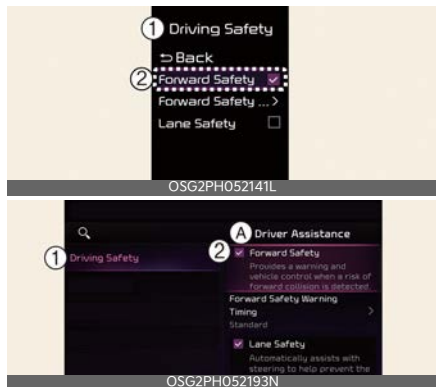 1 Driving Safety
Back
2 Forward Safety
Forward Safety ... >
Lane Safety
OSG2PH052141L
A Driver Assistance
1 Driving Safety
2 Forward Safety
Provides a warning and
vehicle control when a risk of
forward collision is detected.
Forward Safety Warning
Timing >
Standard
Lane Safety
Automatically assists with
steering to help prevent the
OSG2PH052193N